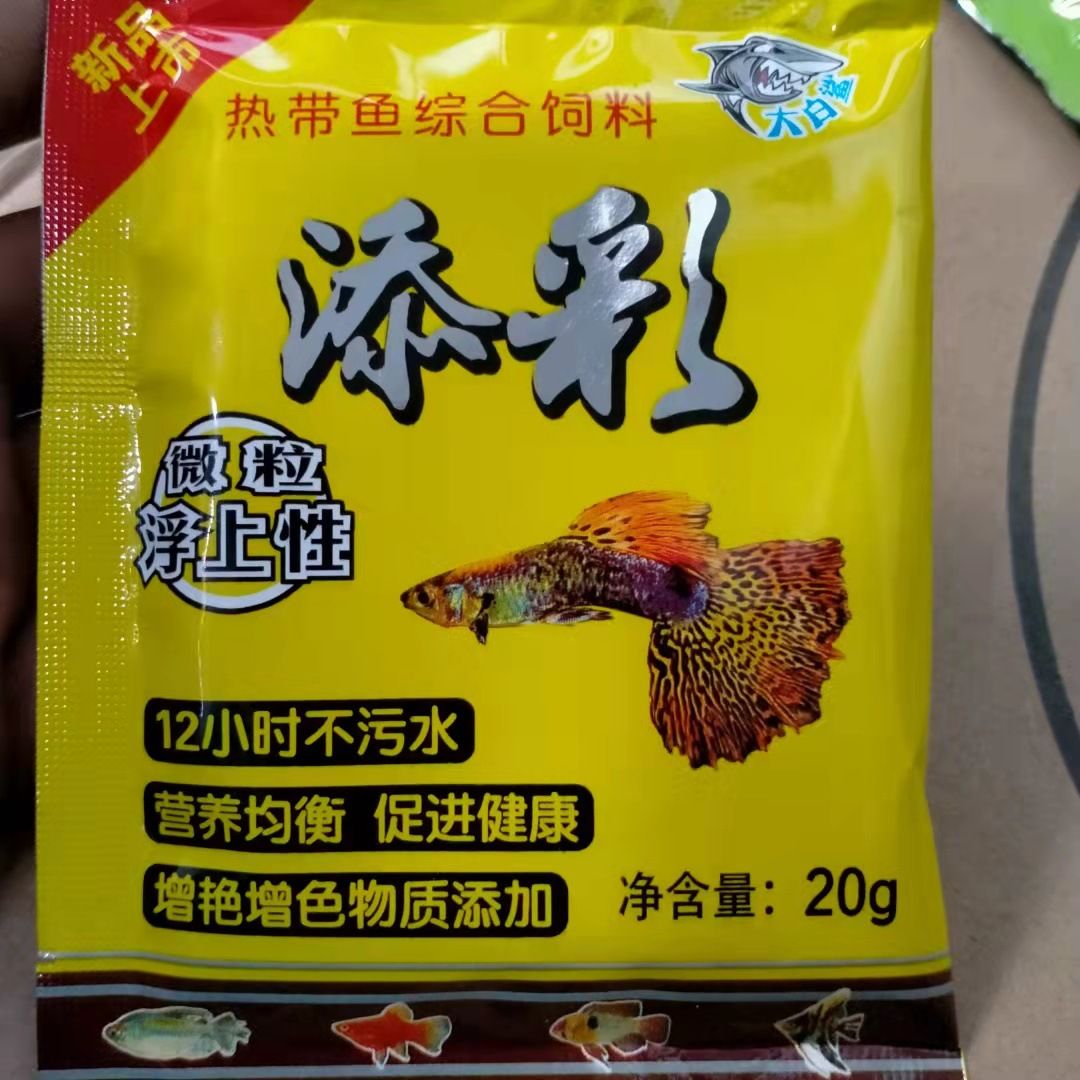 新品
上市
大白鲨
热带鱼综合饲料
添彩
微粒
浮上性
12小时不污水
营养均衡 促进健康
增艳增色物质添加
净含量：20g